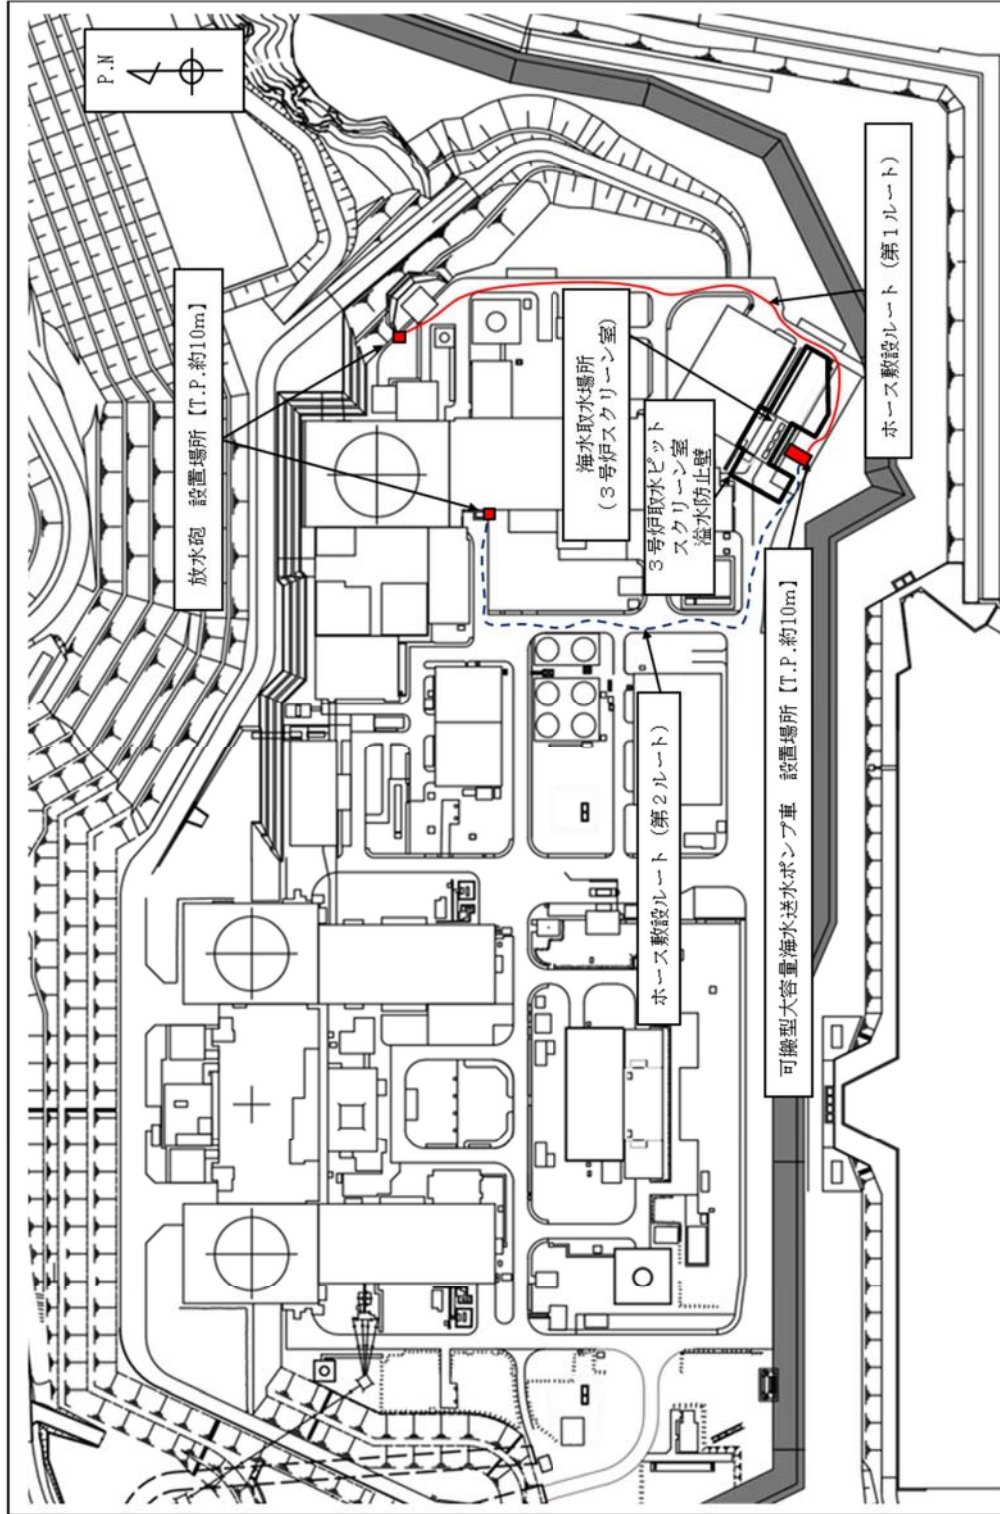 P.N
放水砲　設置場所【T.P.約10m】
海水取水場所
（3号炉スクリーン室）
3号炉取水ピット
スクリーン室
溢水防止壁
ホース敷設ルート（第1ルート）
ホース敷設ルート（第2ルート）
可搬型大容量海水送水ポンプ車　設置場所【T.P.約10m】